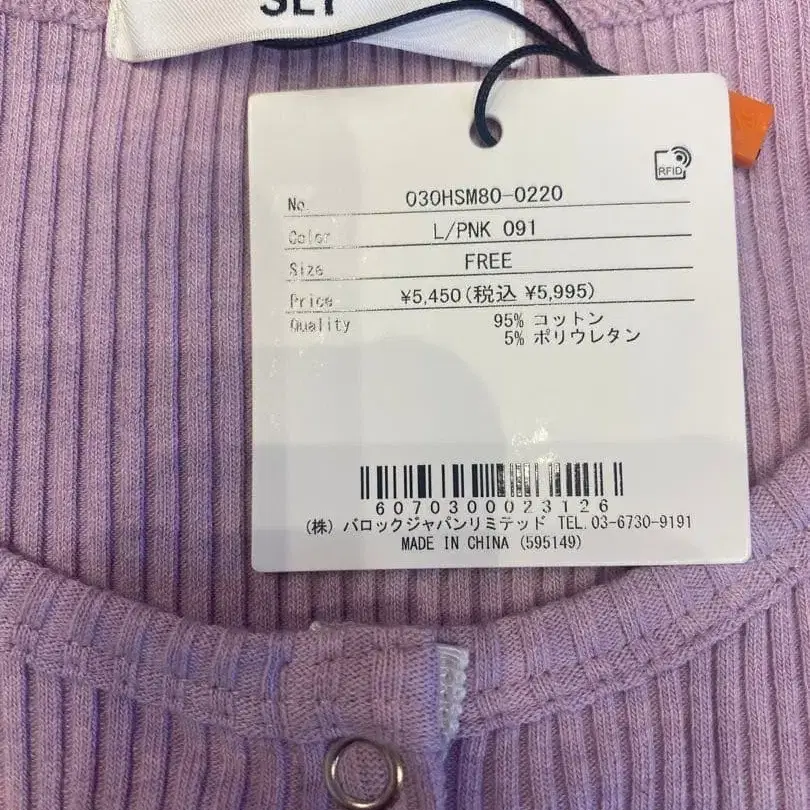 SLY
RFID
No. 030HSM80-0220
Color L/PNK 091
Size FREE
Price ¥5,450(税込 ¥5,995)
Quality 95% コットン
5% ポリウレタン
6070300023126
(株) バロックジャパンリミテッド TEL.03-6730-9191
MADE IN CHINA (595149)